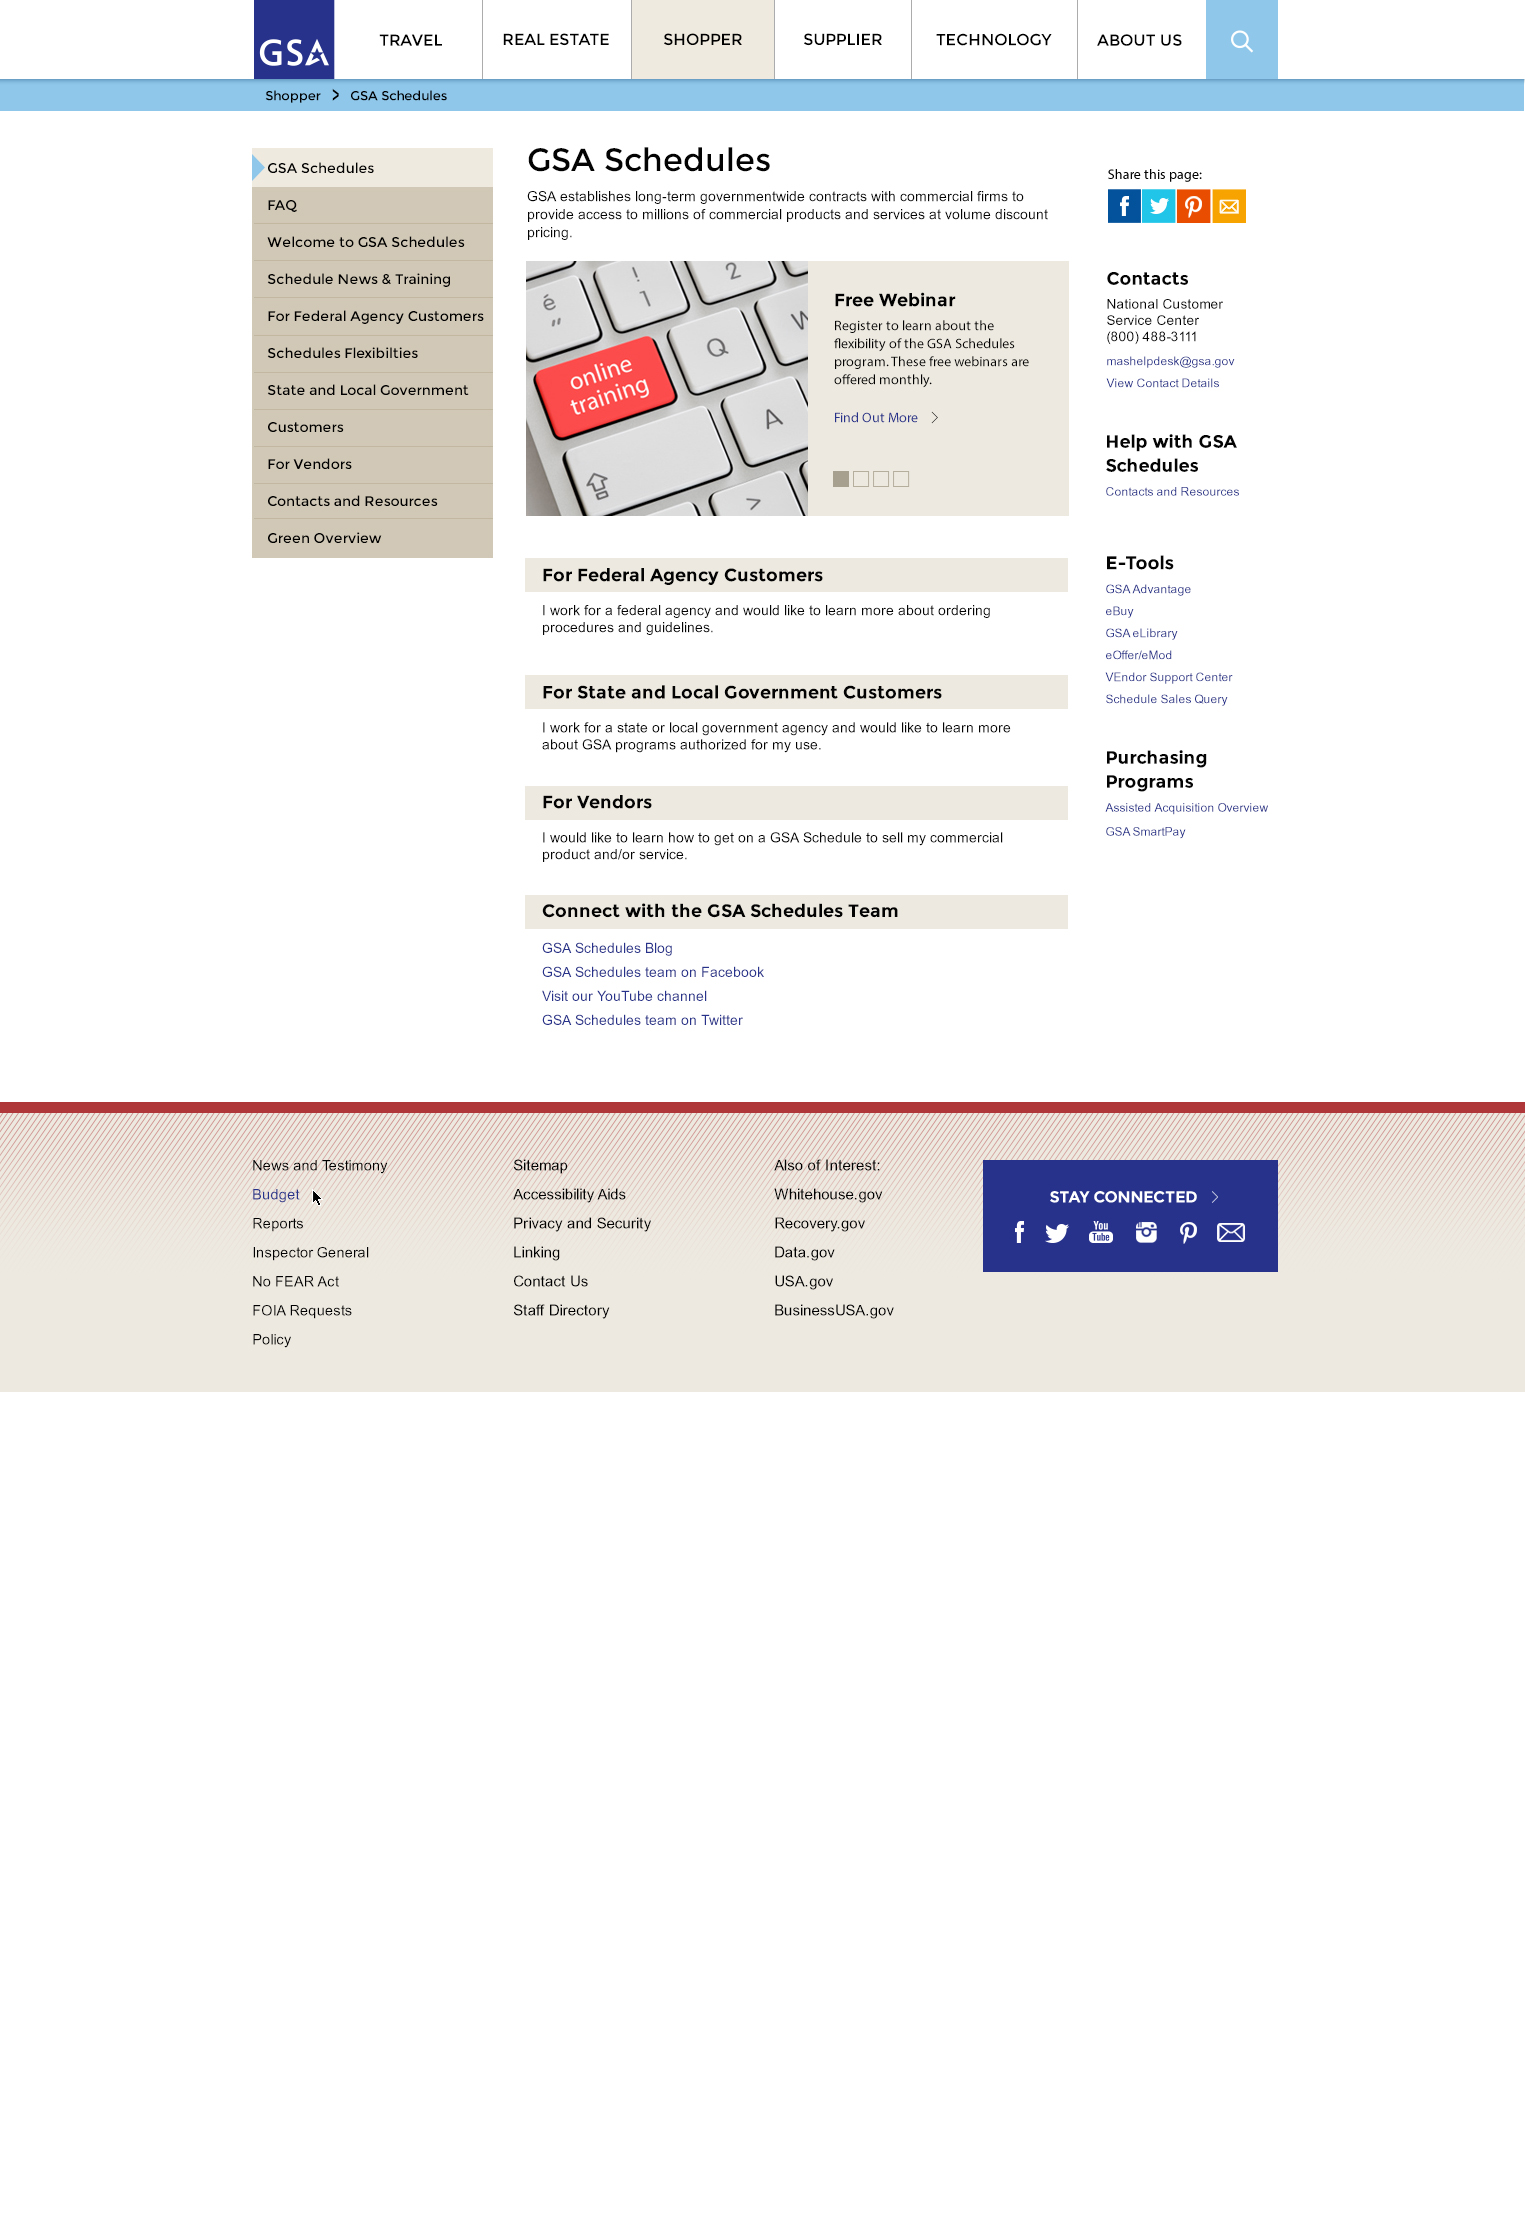 GSA
TRAVEL
REAL ESTATE
SHOPPER
SUPPLIER
TECHNOLOGY
ABOUT US
Shopper > GSA Schedules
GSA Schedules
FAQ
Welcome to GSA Schedules
Schedule News & Training
For Federal Agency Customers
Schedules Flexibilties
State and Local Government
Customers
For Vendors
Contacts and Resources
Green Overview
GSA Schedules
GSA establishes long-term governmentwide contracts with commercial firms to
provide access to millions of commercial products and services at volume discount
pricing.
é
"
!
1
2
W
Q
A
>
online
training
Free Webinar
Register to learn about the
flexibility of the GSA Schedules
program. These free webinars are
offered monthly.
Find Out More
For Federal Agency Customers
I work for a federal agency and would like to learn more about ordering
procedures and guidelines.
For State and Local Government Customers
I work for a state or local government agency and would like to learn more
about GSA programs authorized for my use.
For Vendors
I would like to learn how to get on a GSA Schedule to sell my commercial
product and/or service.
Connect with the GSA Schedules Team
GSA Schedules Blog
GSA Schedules team on Facebook
Visit our YouTube channel
GSA Schedules team on Twitter
Share this page:
Contacts
National Customer
Service Center
(800) 488-3111
mashelpdesk@gsa.gov
View Contact Details
Help with GSA
Schedules
Contacts and Resources
E-Tools
GSA Advantage
eBuy
GSA eLibrary
eOffer/eMod
VEndor Support Center
Schedule Sales Query
Purchasing
Programs
Assisted Acquisition Overview
GSA SmartPay
News and Testimony
Budget
Reports
Inspector General
No FEAR Act
FOIA Requests
Policy
Sitemap
Accessibility Aids
Privacy and Security
Linking
Contact Us
Staff Directory
Also of Interest:
Whitehouse.gov
Recovery.gov
Data.gov
USA.gov
BusinessUSA.gov
STAY CONNECTED
You
Tube